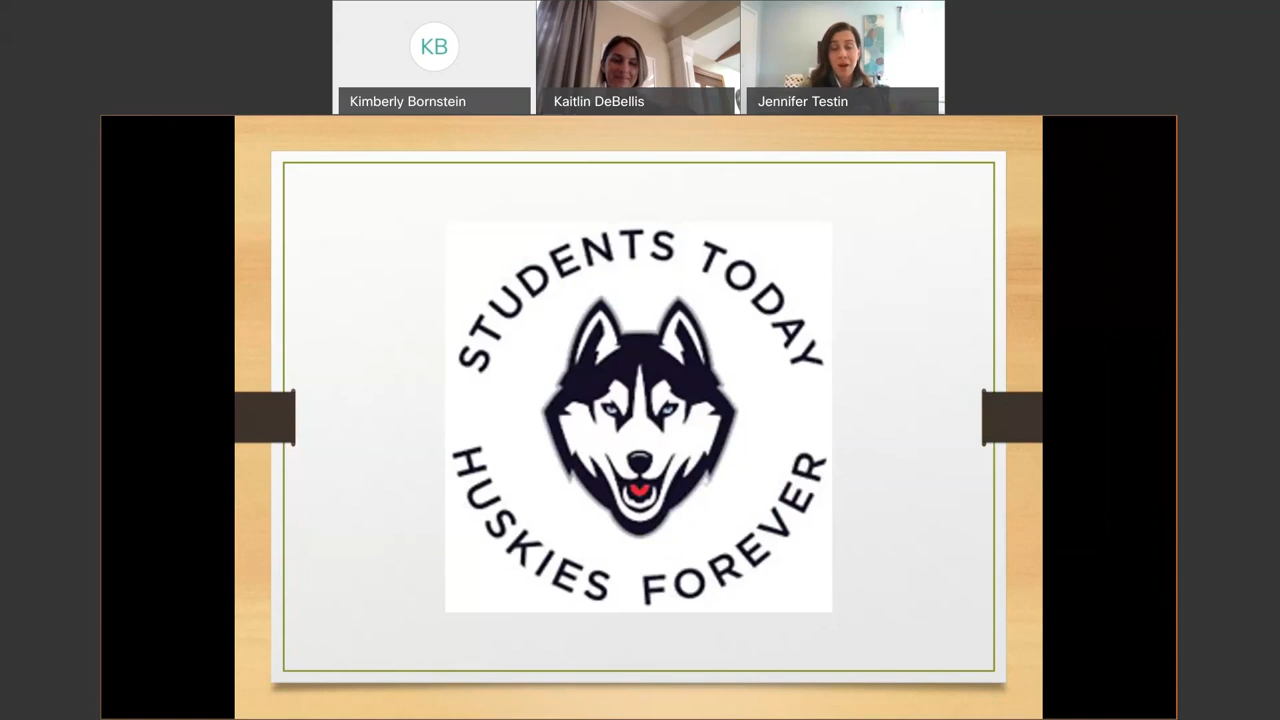 KB
Kimberly Bornstein
Kaitlin DeBellis
Jennifer Testin
STUDENTS TODAY
HUSKIES FOREVER